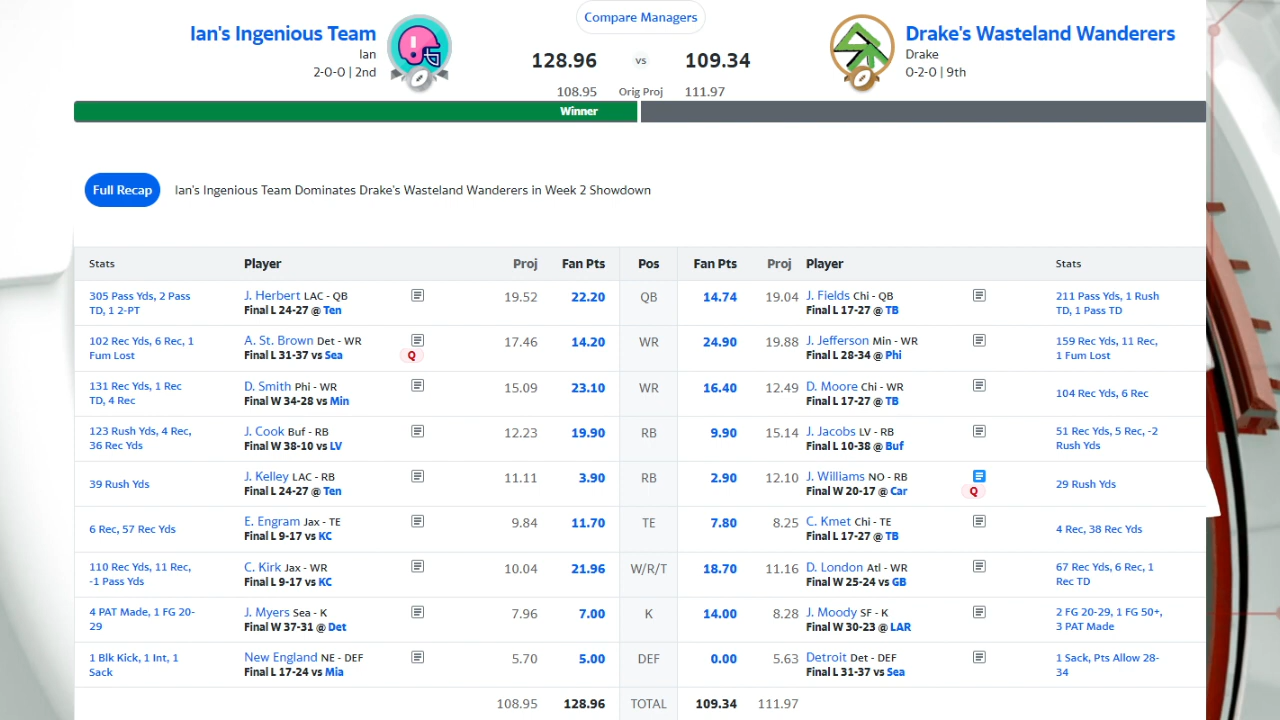 Compare Managers
Ian's Ingenious Team
Ian
2-0-0 | 2nd
128.96 vs 109.34
108.95 Orig Proj 111.97
Drake's Wasteland Wanderers
Drake
0-2-0 | 9th
Winner
Full Recap Ian's Ingenious Team Dominates Drake's Wasteland Wanderers in Week 2 Showdown
Stats Player Proj Fan Pts Pos Fan Pts Proj Player Stats
305 Pass Yds, 2 Pass J. Herbert LAC - QB 19.52 22.20 QB 14.74 19.04 J. Fields Chi - QB 211 Pass Yds, 1 Rush
TD, 1 2-PT Final L 24-27 @ Ten Final L 17-27 @ TB TD, 1 Pass TD
102 Rec Yds, 6 Rec, 1 A. St. Brown Det - WR 17.46 14.20 WR 24.90 19.88 J. Jefferson Min - WR 159 Rec Yds, 11 Rec,
Fum Lost Final L 31-37 vs Sea Q Final L 28-34 @ Phi 1 Fum Lost
131 Rec Yds, 1 Rec D. Smith Phi - WR 15.09 23.10 WR 16.40 12.49 D. Moore Chi - WR 104 Rec Yds, 6 Rec
TD, 4 Rec Final W 34-28 vs Min Final L 17-27 @ TB
123 Rush Yds, 4 Rec, J. Cook Buf - RB 12.23 19.90 RB 9.90 15.14 J. Jacobs LV - RB 51 Rec Yds, 5 Rec, -2
36 Rec Yds Final W 38-10 vs LV Final L 10-38 @ Buf Rush Yds
39 Rush Yds J. Kelley LAC - RB 11.11 3.90 RB 2.90 12.10 J. Williams NO - RB 29 Rush Yds
Final L 24-27 @ Ten Final W 20-17 @ Car Q
6 Rec, 57 Rec Yds E. Engram Jax - TE 9.84 11.70 TE 7.80 8.25 C. Kmet Chi - TE 4 Rec, 38 Rec Yds
Final L 9-17 vs KC Final L 17-27 @ TB
110 Rec Yds, 11 Rec, C. Kirk Jax - WR 10.04 21.96 W/R/T 18.70 11.16 D. London Atl - WR 67 Rec Yds, 6 Rec, 1
-1 Pass Yds Final L 9-17 vs KC Final W 25-24 vs GB Rec TD
4 PAT Made, 1 FG 20- J. Myers Sea - K 7.96 7.00 K 14.00 8.28 J. Moody SF - K 2 FG 20-29, 1 FG 50+,
29 Final W 37-31 @ Det Final W 30-23 @ LAR 3 PAT Made
1 Blk Kick, 1 Int, 1 New England NE - DEF 5.70 5.00 DEF 0.00 5.63 Detroit Det - DEF 1 Sack, Pts Allow 28-
Sack Final L 17-24 vs Mia Final L 31-37 vs Sea 34
108.95 128.96 TOTAL 109.34 111.97